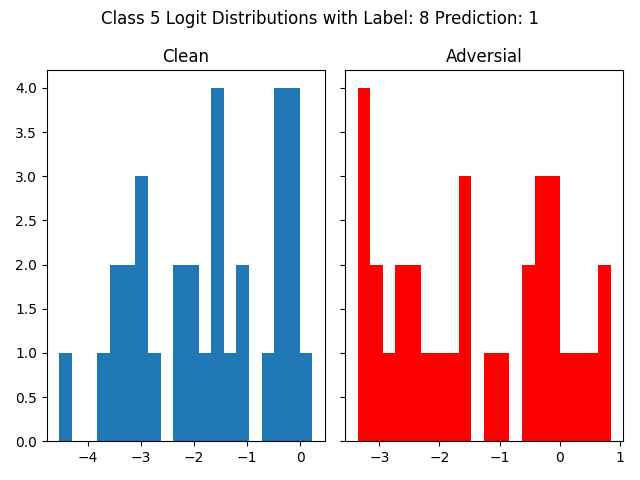 Class 5 Logit Distributions with Label: 8 Prediction: 1
Clean
Adversial
4.0
3.5
3.0
2.5
2.0
1.5
1.0
0.5
0.0
−4 −3 −2 −1 0
−3 −2 −1 0 1